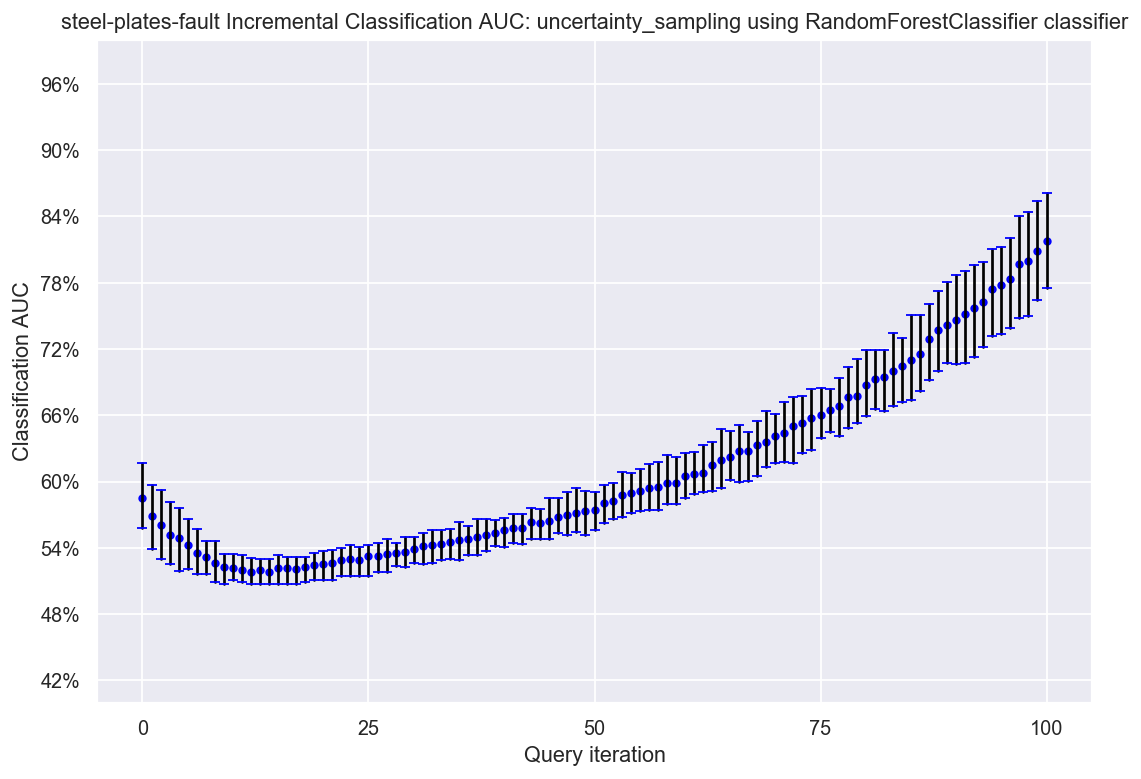 steel-plates-fault Incremental Classification AUC: uncertainty_sampling using RandomForestClassifier classifier
96%
90%
84%
78%
72%
66%
60%
54%
48%
42%
Classification AUC
0 25 50 75 100
Query iteration